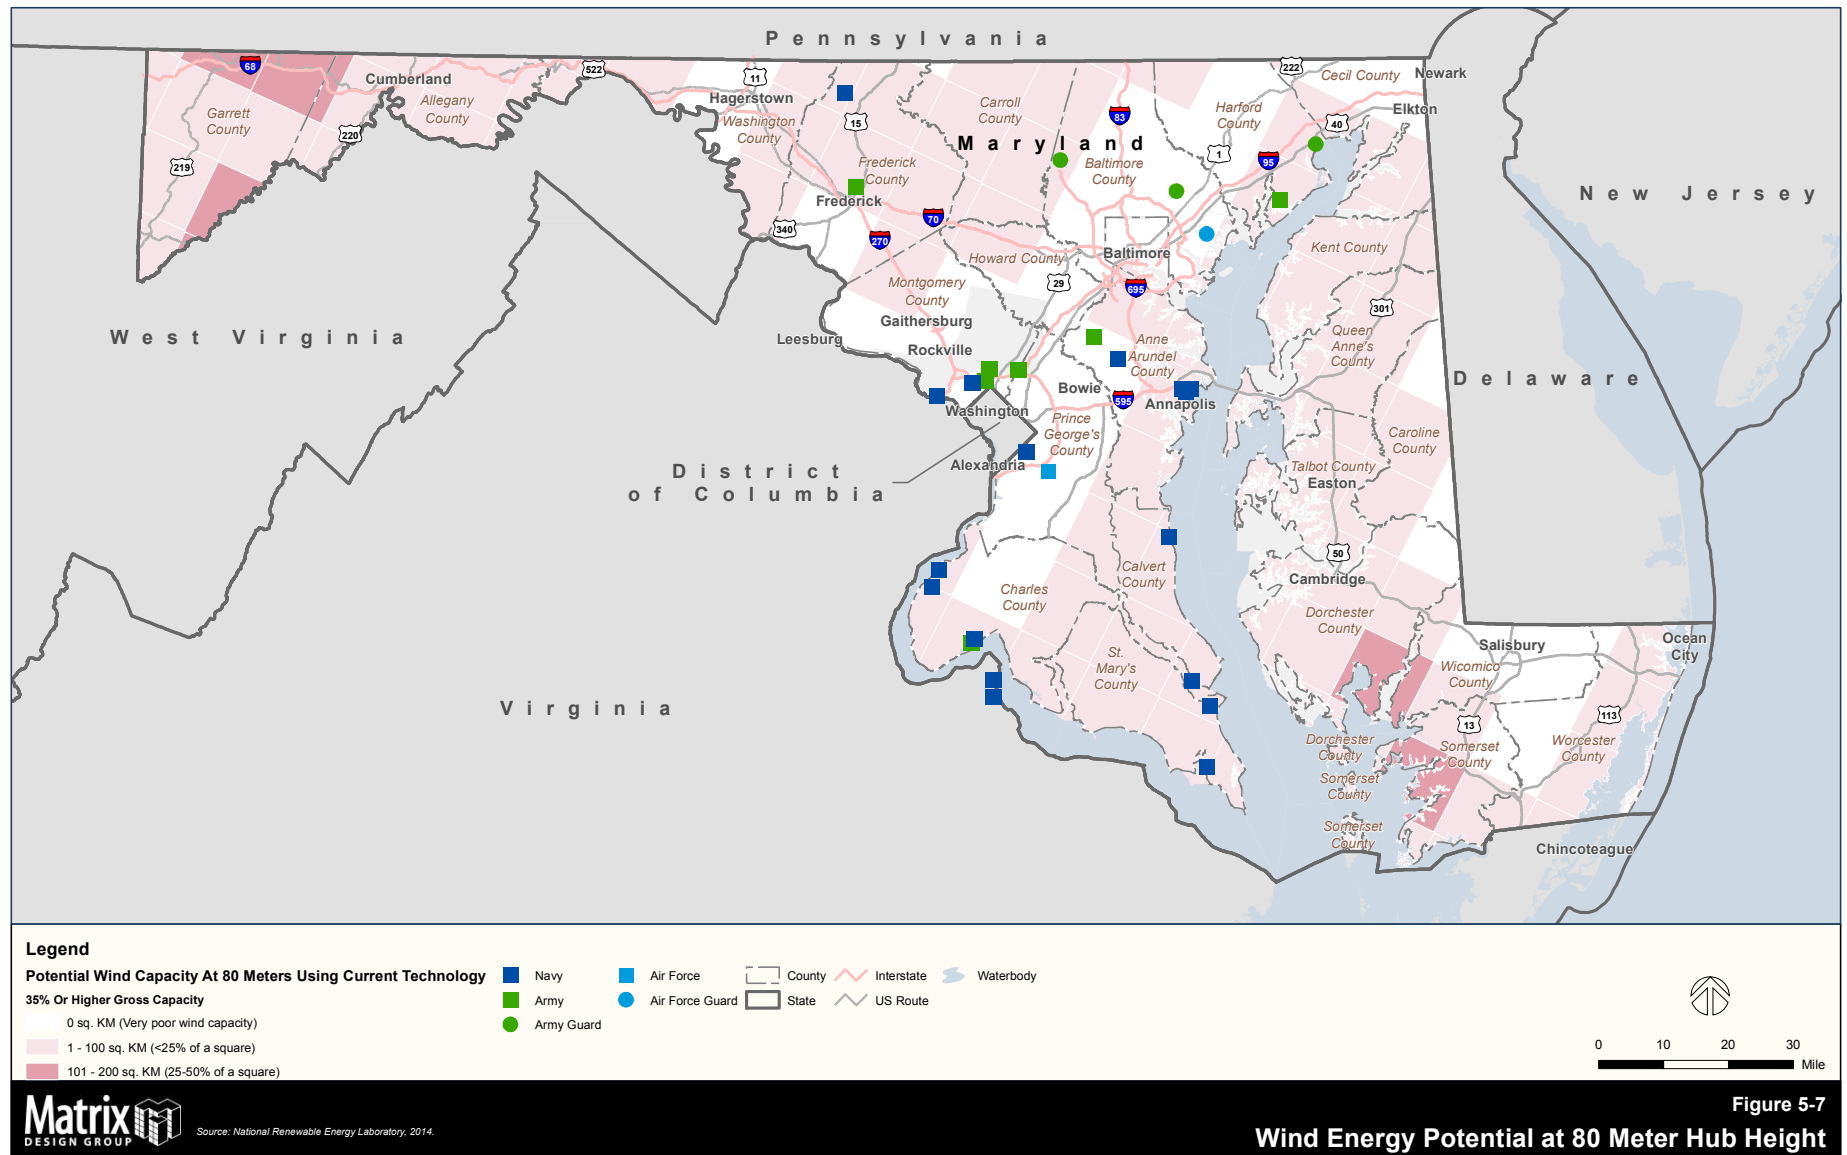 Pennsylvania
68
Cumberland
522
11
222
Cecil County
Newark
Allegany
County
Garrett
County
Hagerstown
Washington
County
15
Carroll
County
83
Harford
County
40
Elkton
220
219
Maryland
1
95
Frederick
County
Baltimore
County
New Jersey
Frederick
70
340
270
Kent County
Howard County
Baltimore
Montgomery
County
29
695
301
Gaithersburg
West Virginia
Leesburg
Rockville
Anne
Arundel
County
Queen
Anne's
County
Delaware
Bowie
595
Annapolis
Washington
Prince
George's
County
Caroline
County
District
of Columbia
Alexandria
Talbot County
Easton
50
Calvert
County
Cambridge
Charles
County
Dorchester
County
Salisbury
Ocean
City
St.
Mary's
County
Wicomico
County
Virginia
113
13
Dorchester
County
Somerset
County
Worcester
County
Somerset
County
Somerset
County
Chincoteague
Legend
Potential Wind Capacity At 80 Meters Using Current Technology
35% Or Higher Gross Capacity
0 sq. KM (Very poor wind capacity)
1 - 100 sq. KM (<25% of a square)
101 - 200 sq. KM (25-50% of a square)
Navy
Army
Army Guard
Air Force
Air Force Guard
County
State
Interstate
US Route
Waterbody
0 10 20 30
Mile
Matrix
DESIGN GROUP
Source: National Renewable Energy Laboratory, 2014.
Figure 5-7
Wind Energy Potential at 80 Meter Hub Height